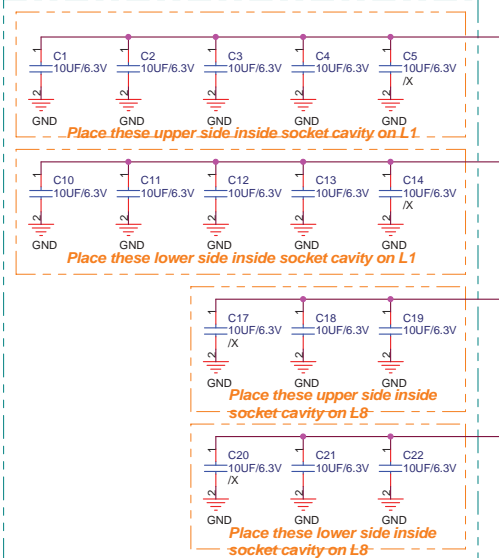 1 1 1 1 1
C1 C2 C3 C4 C5
10UF/6.3V 10UF/6.3V 10UF/6.3V 10UF/6.3V 10UF/6.3V
/X
2 2 2 2 2
GND GND GND GND GND
Place these upper side inside socket cavity on L1
1 1 1 1 1
C10 C11 C12 C13 C14
10UF/6.3V 10UF/6.3V 10UF/6.3V 10UF/6.3V 10UF/6.3V
/X
2 2 2 2 2
GND GND GND GND GND
Place these lower side inside socket cavity on L1
1 1 1
C17 C18 C19
10UF/6.3V 10UF/6.3V 10UF/6.3V
/X
2 2 2
GND GND GND
Place these upper side inside
socket cavity on L8
1 1 1
C20 C21 C22
10UF/6.3V 10UF/6.3V 10UF/6.3V
/X
2 2 2
GND GND GND
Place these lower side inside
socket cavity on L8